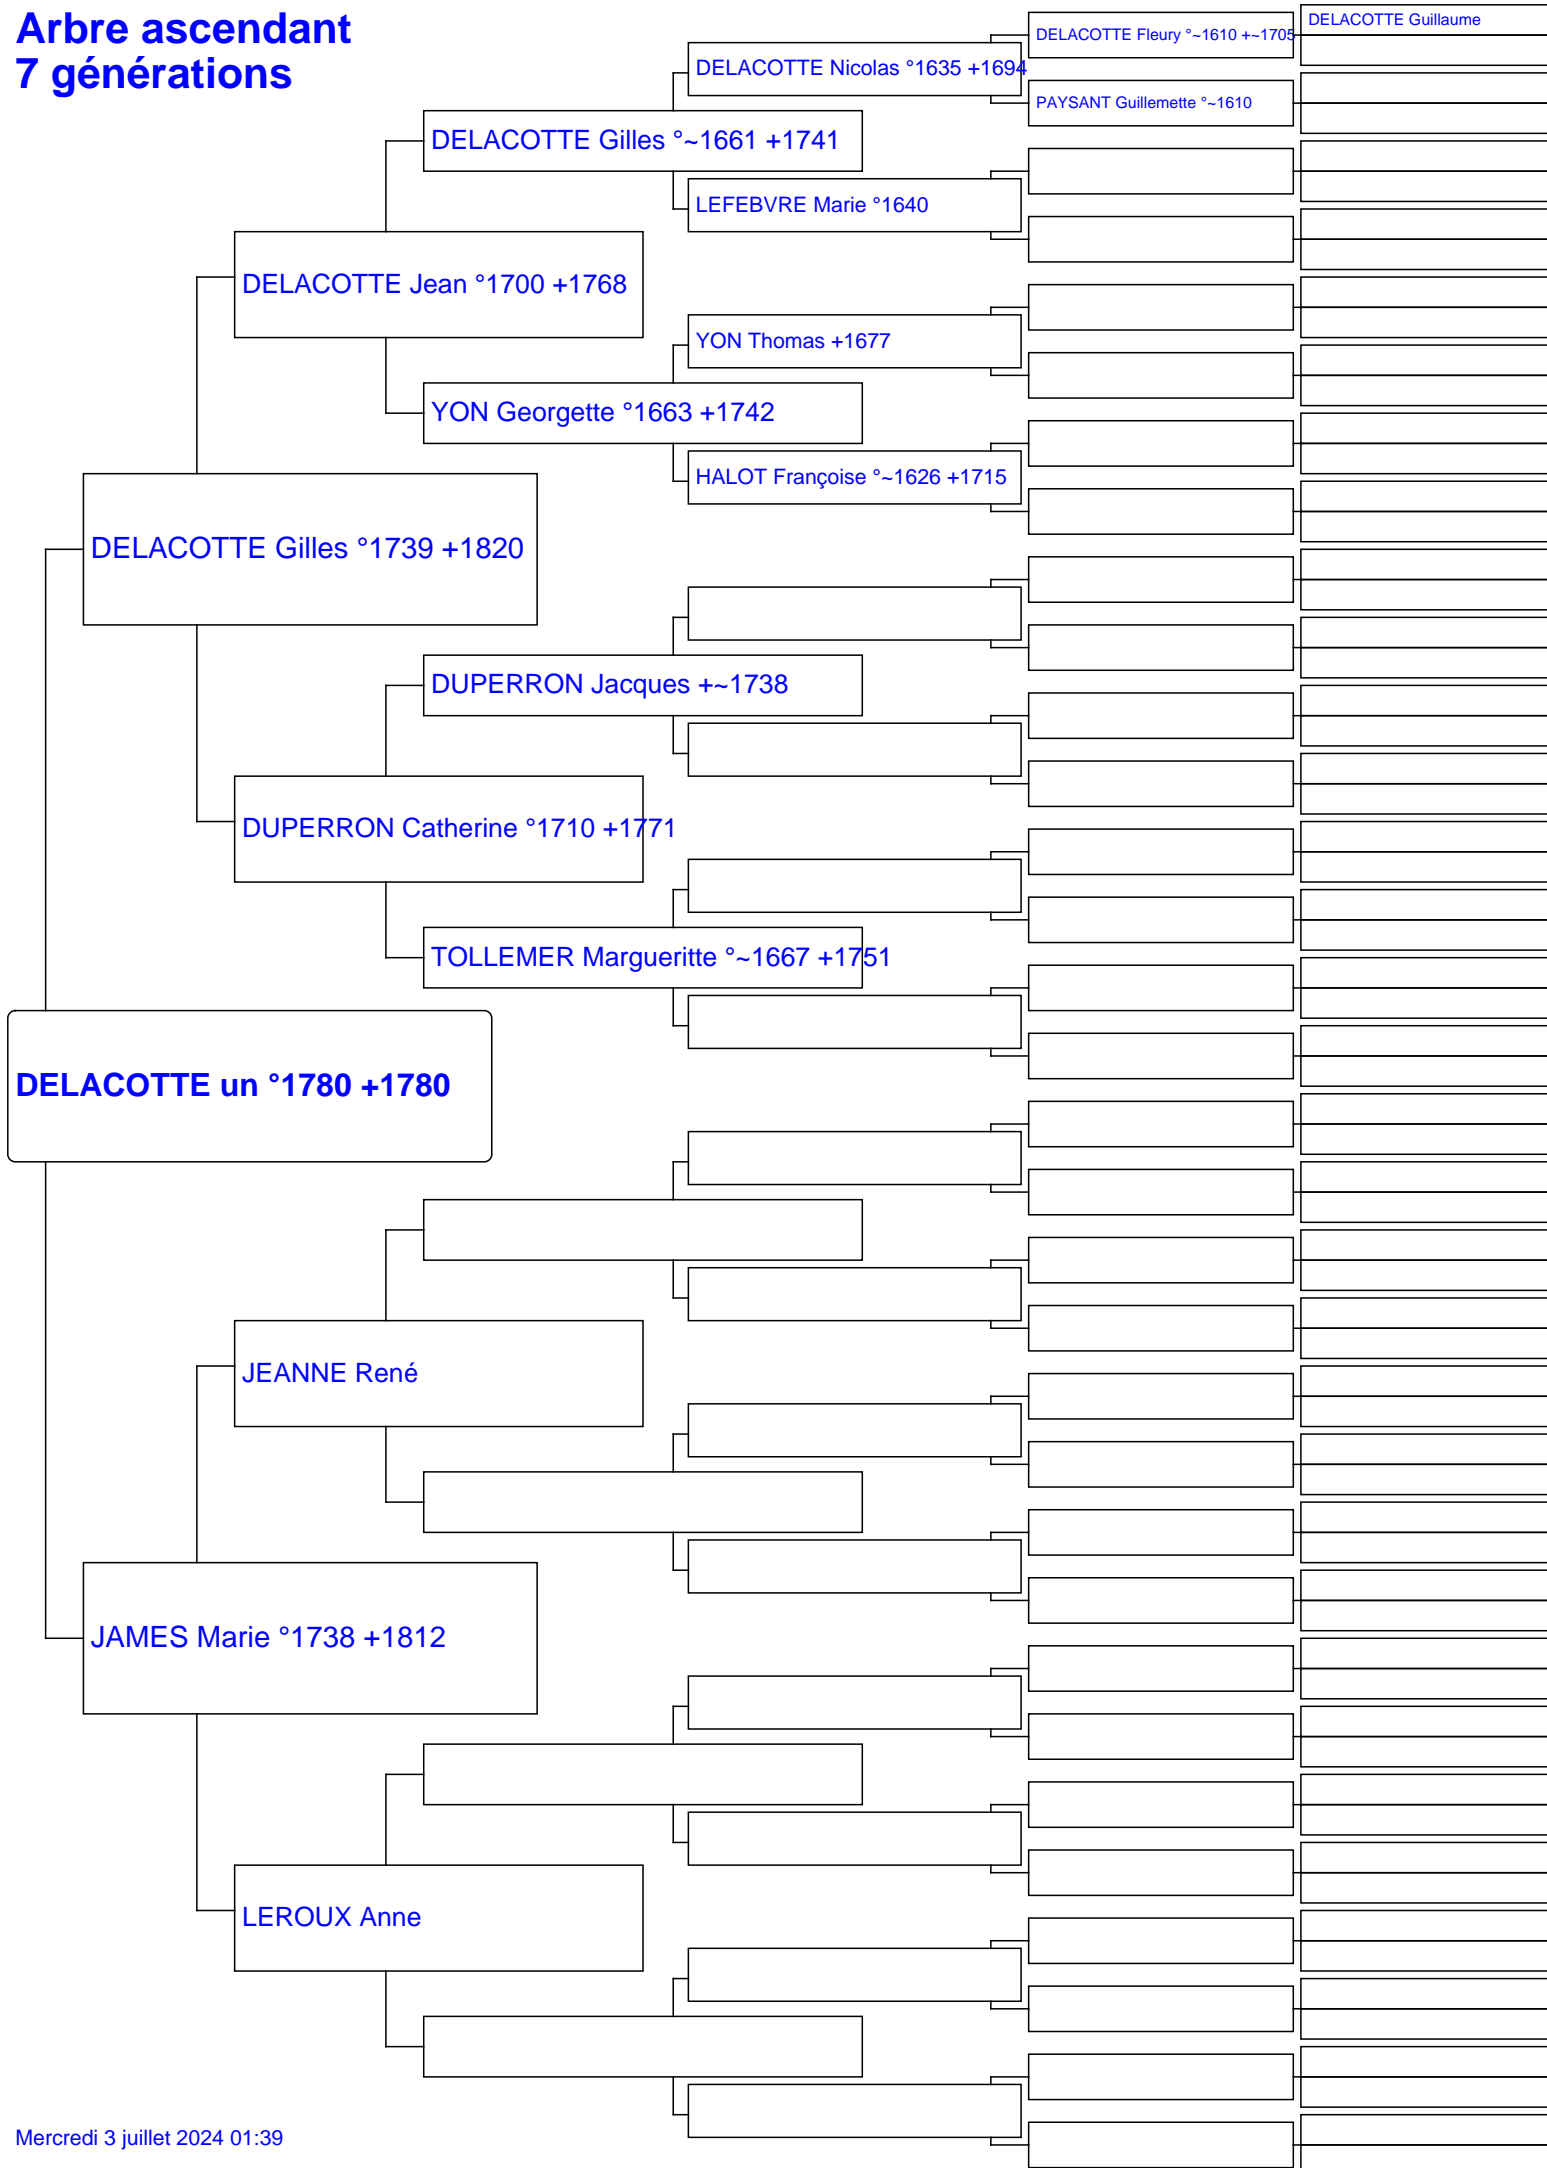 Arbre ascendant
7 générations
DELACOTTE Guillaume
DELACOTTE Fleury °~1610 +~1705
DELACOTTE Nicolas °1635 +1694
PAYSANT Guillemette °~1610
DELACOTTE Gilles °~1661 +1741
LEFEBVRE Marie °1640
DELACOTTE Jean °1700 +1768
YON Thomas +1677
YON Georgette °1663 +1742
HALOT Françoise °~1626 +1715
DELACOTTE Gilles °1739 +1820
DUPERRON Jacques +~1738
DUPERRON Catherine °1710 +1771
TOLLEMER Margueritte °~1667 +1751
DELACOTTE un °1780 +1780
JEANNE René
JAMES Marie °1738 +1812
LEROUX Anne
Mercredi 3 juillet 2024 01:39